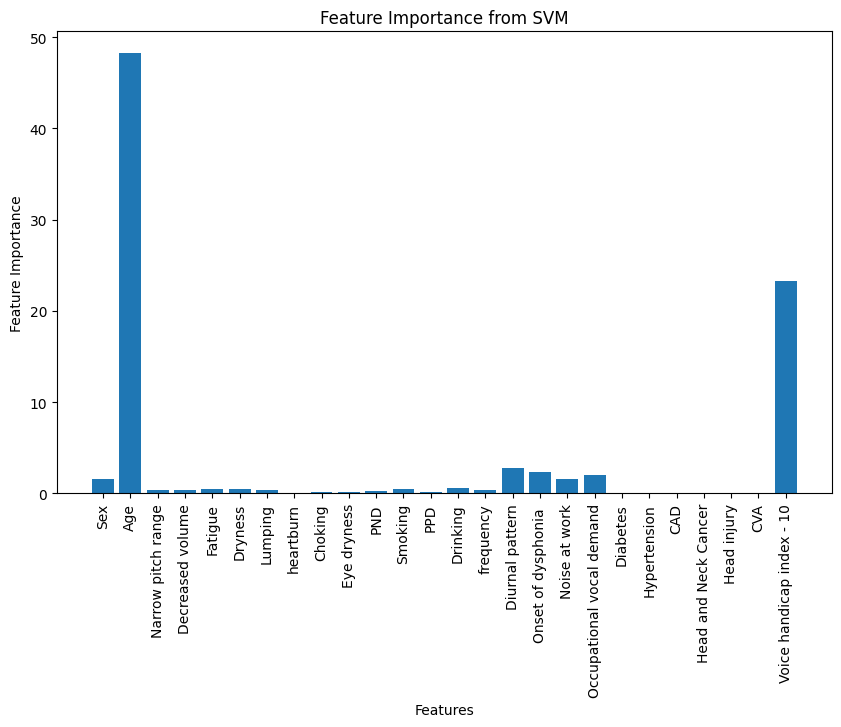 Feature Importance from SVM
50
40
30
20
10
0
Feature Importance
Sex
Age
Narrow pitch range
Decreased volume
Fatigue
Dryness
Lumping
heartburn
Choking
Eye dryness
PND
Smoking
PPD
Drinking
frequency
Diurnal pattern
Onset of dysphonia
Noise at work
Occupational vocal demand
Diabetes
Hypertension
CAD
Head and Neck Cancer
Head injury
CVA
Voice handicap index - 10
Features